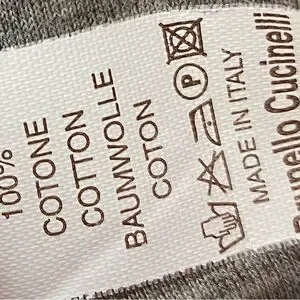 100%
COTONE
COTTON
BAUMWOLLE
COTON
P
MADE IN ITALY
Brunello Cucinelli